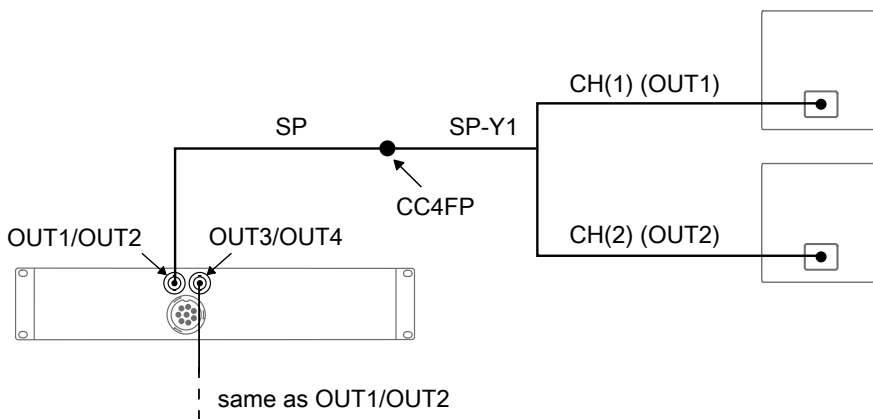 CH(1) (OUT1)
SP
SP-Y1
CC4FP
OUT1/OUT2
OUT3/OUT4
CH(2) (OUT2)
same as OUT1/OUT2